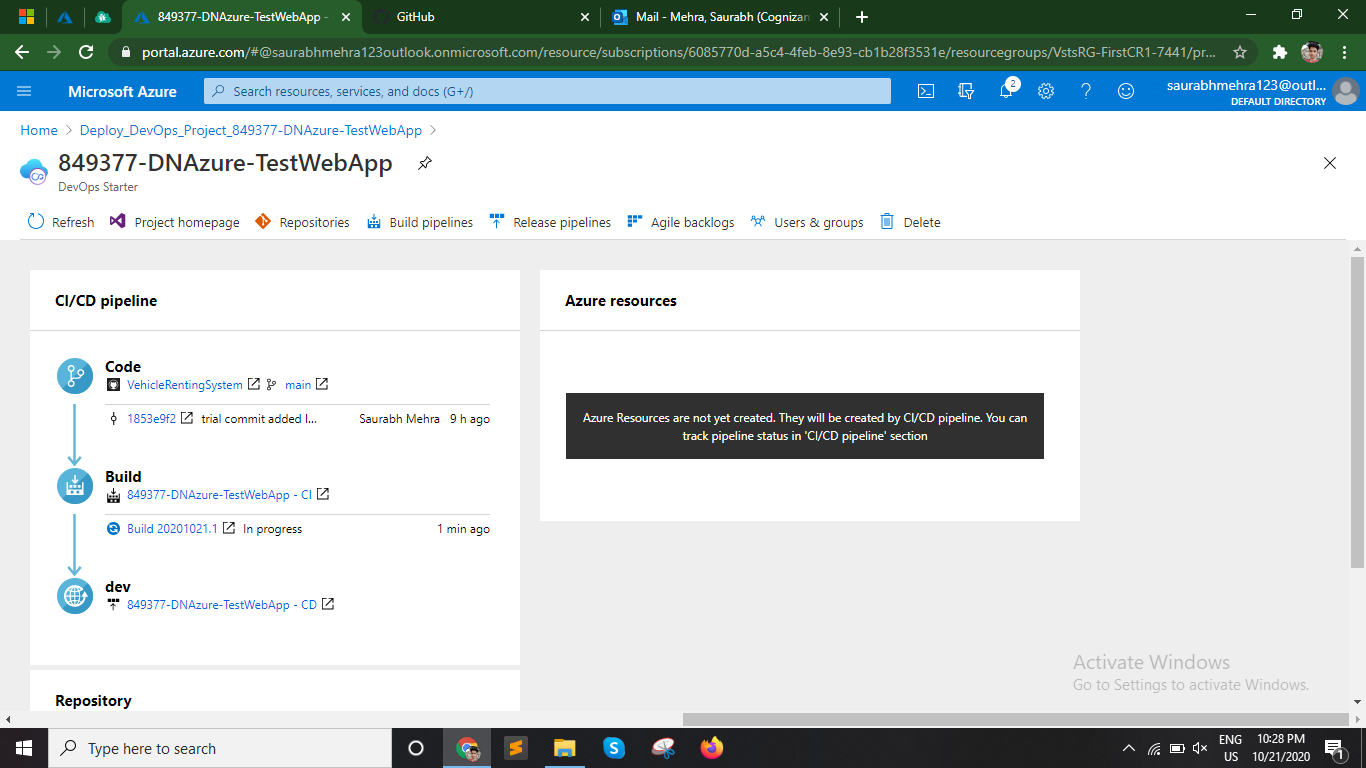 849377-DNAzure-TestWebApp -
GitHub
Mail - Mehra, Saurabh (Cognizan
portal.azure.com/#@saurabhmehra123outlook.onmicrosoft.com/resource/subscriptions/6085770d-a5c4-4feb-8e93-cb1b28f3531e/resourcegroups/VstsRG-FirstCR1-7441/pr...
Microsoft Azure
Search resources, services, and docs (G+/)
2
saurabhmehra123@outl...
DEFAULT DIRECTORY
Home > Deploy_DevOps_Project_849377-DNAzure-TestWebApp >
849377-DNAzure-TestWebApp
DevOps Starter
Refresh Project homepage Repositories Build pipelines Release pipelines Agile backlogs Users & groups Delete
CI/CD pipeline
Code
VehicleRentingSystem main
1853e9f2 trial commit added I... Saurabh Mehra 9 h ago
Build
849377-DNAzure-TestWebApp - CI
Build 20201021.1 In progress 1 min ago
dev
849377-DNAzure-TestWebApp - CD
Repository
Azure resources
Azure Resources are not yet created. They will be created by CI/CD pipeline. You can
track pipeline status in 'CI/CD pipeline' section
Activate Windows
Go to Settings to activate Windows.
Type here to search
ENG
US
10:28 PM
10/21/2020
1